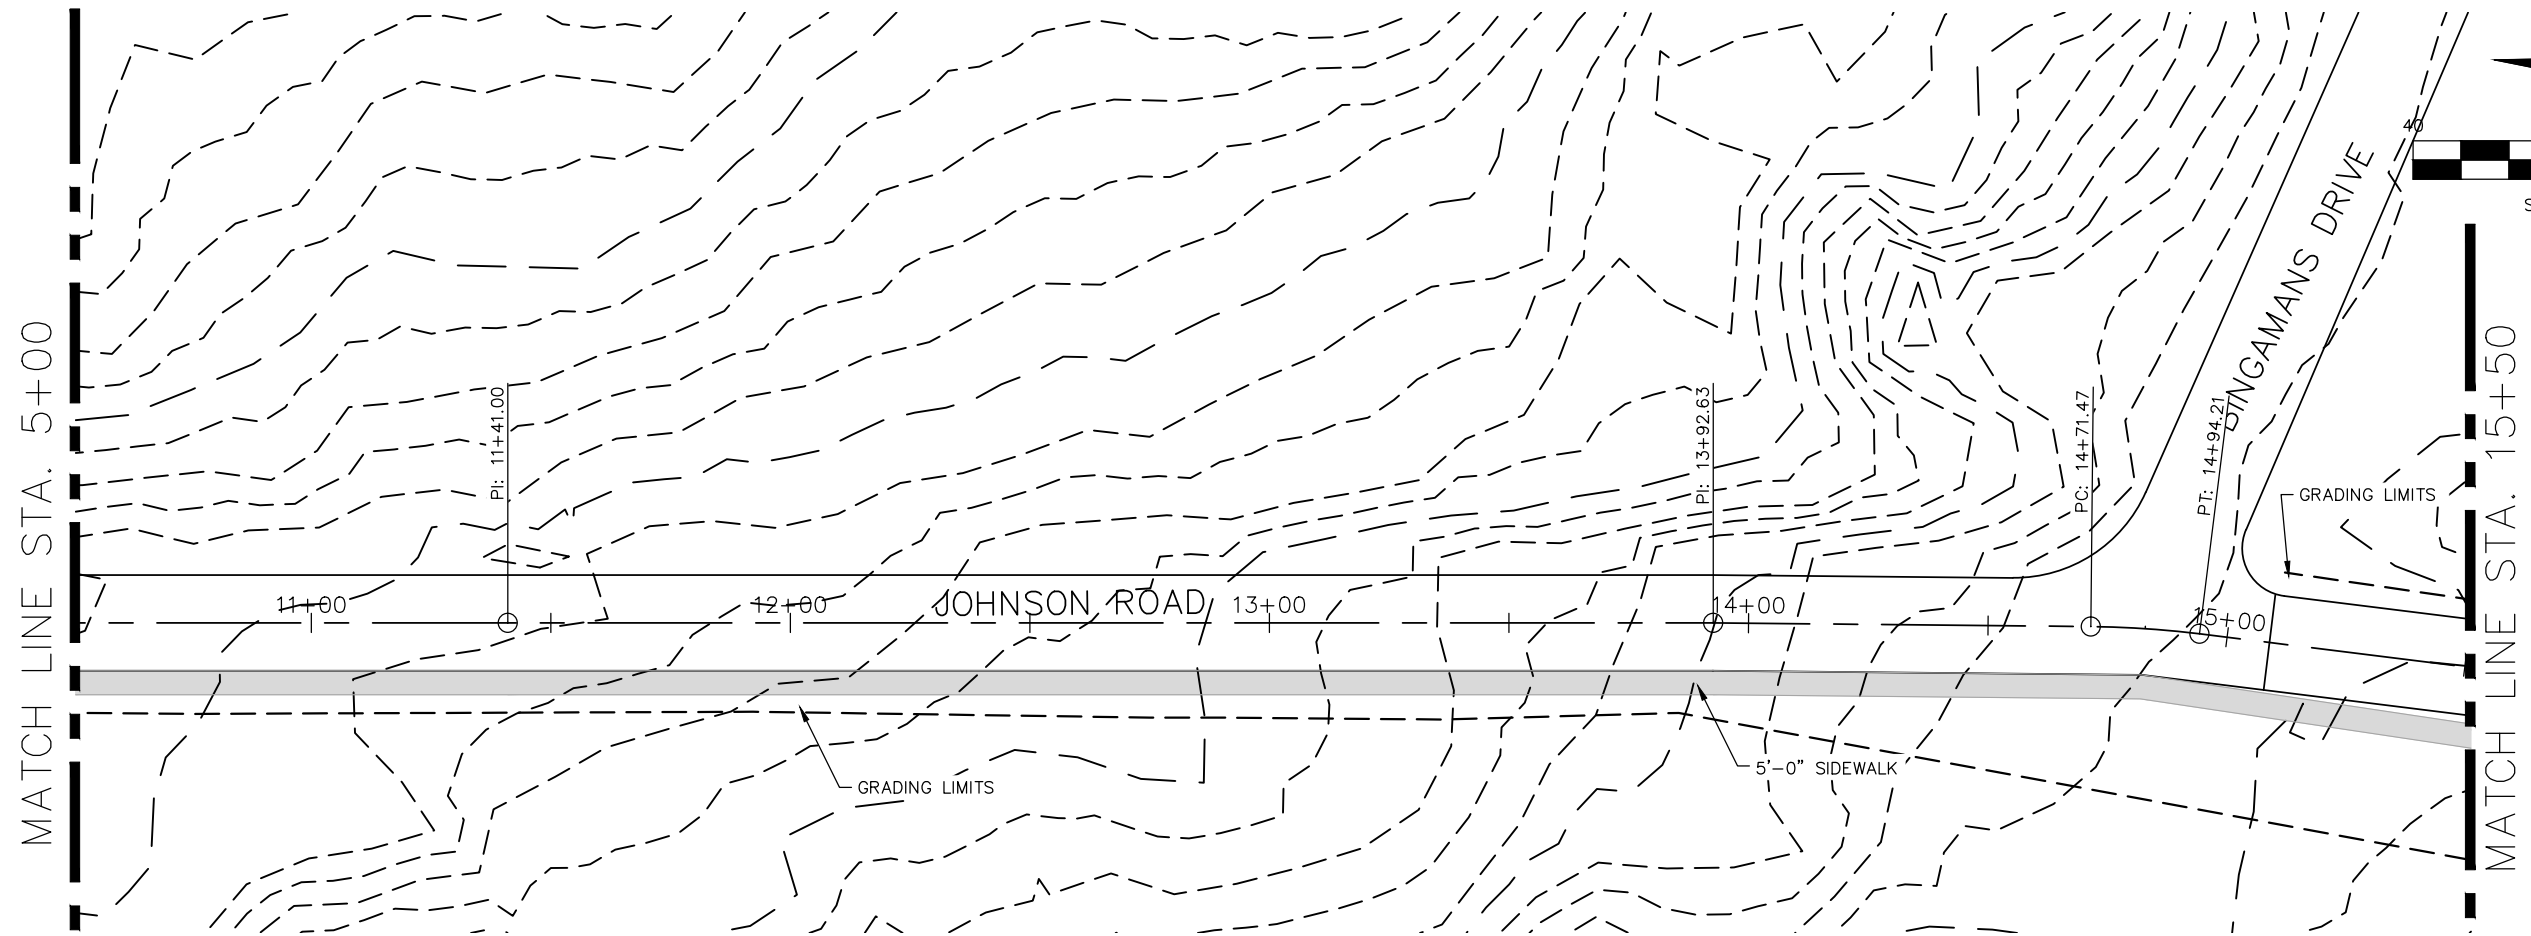 40
S
BINGAMANS DRIVE
MATCH LINE STA. 5+00
MATCH LINE STA. 15+50
PI: 11+41.00
PI: 13+92.63
PC: 14+71.47
PT: 14+94.21
GRADING LIMITS
11+00
12+00
JOHNSON ROAD
13+00
14+00
15+00
5'-0" SIDEWALK
GRADING LIMITS